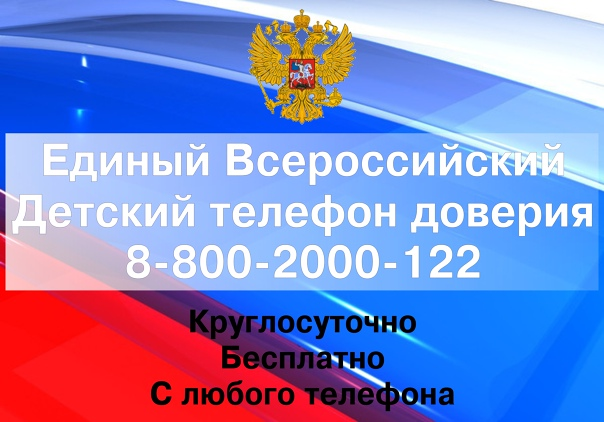 Единый Всероссийский
Детский телефон доверия
8-800-2000-122
Круглосуточно
Бесплатно
С любого телефона